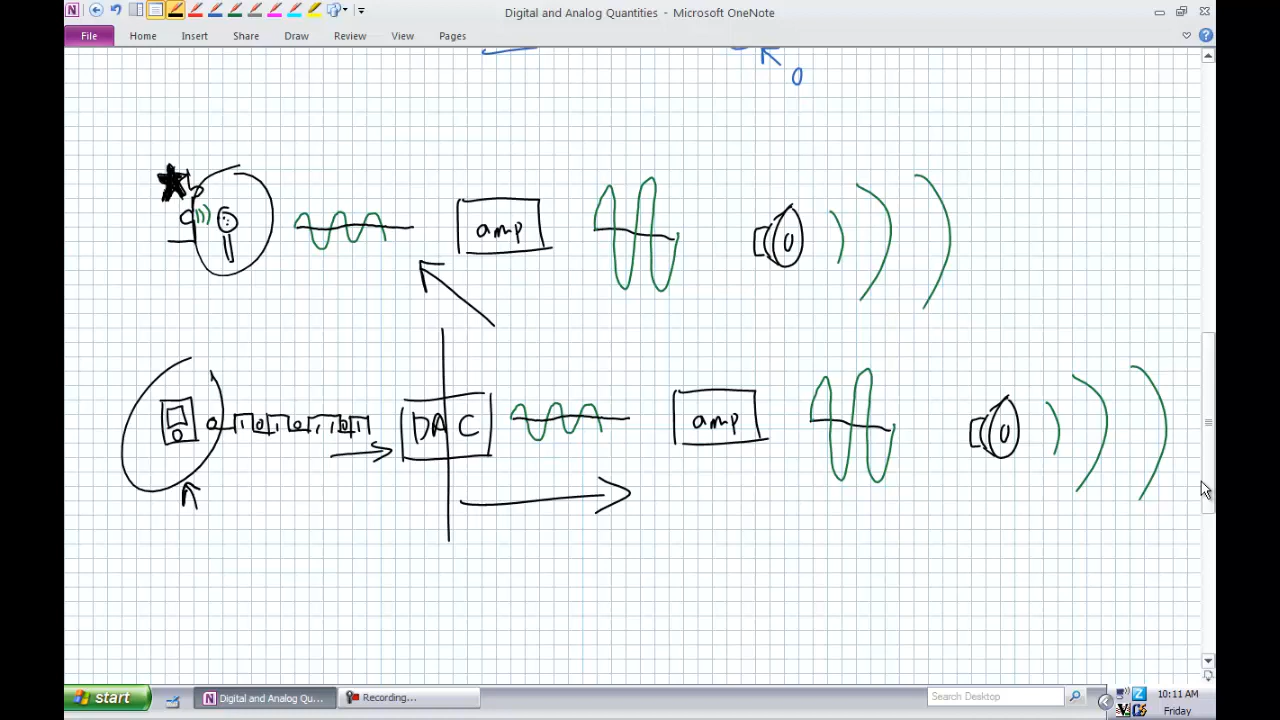 Digital and Analog Quantities - Microsoft OneNote
File Home Insert Share Draw Review View Pages
0
amp
DAC
amp
start
Digital and Analog Qu...
Recording...
Search Desktop
10:11 AM
Friday